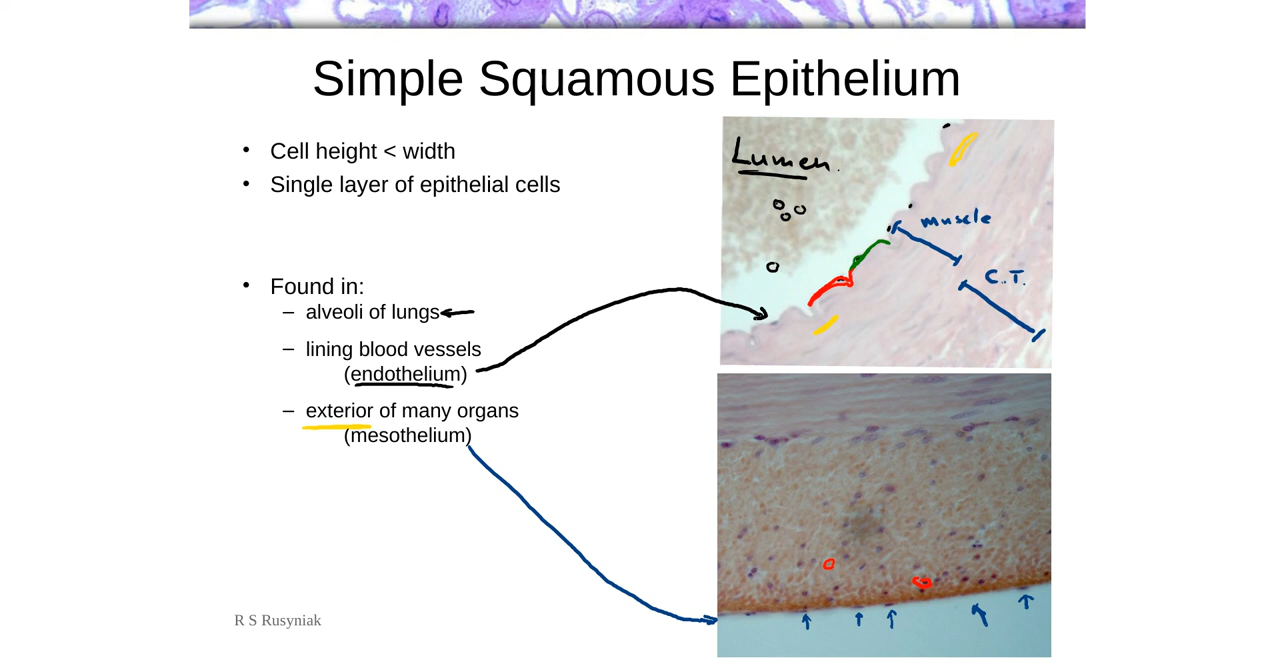 Simple Squamous Epithelium
• Cell height < width
• Single layer of epithelial cells
• Found in:
– alveoli of lungs
– lining blood vessels
(endothelium)
– exterior of many organs
(mesothelium)
Lumen.
muscle
C.T.
R S Rusyniak